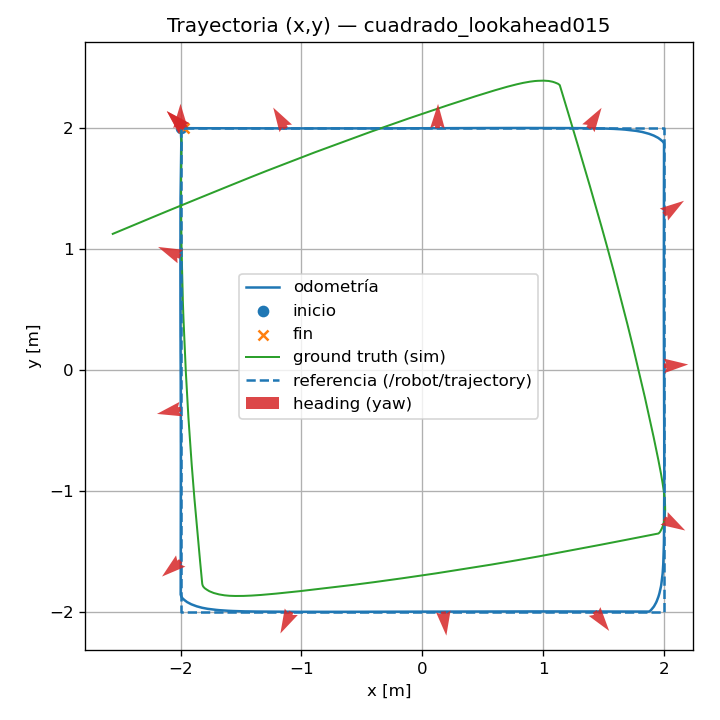 Trayectoria (x,y) — cuadrado_lookahead015
y [m]
2
1
0
−1
−2
odometría
inicio
fin
ground truth (sim)
referencia (/robot/trajectory)
heading (yaw)
−2
−1
0
1
2
x [m]